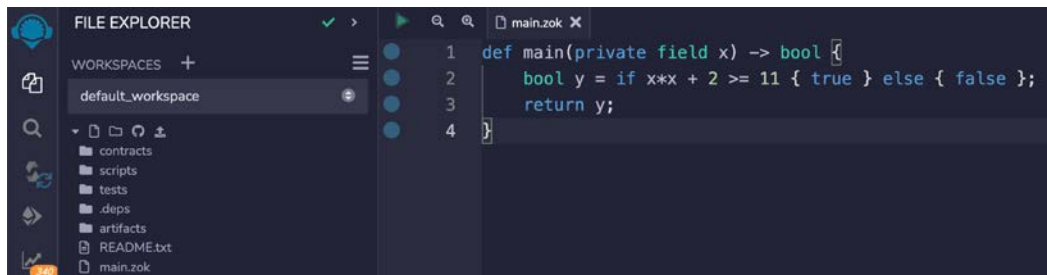 FILE EXPLORER
WORKSPACES +
default_workspace
contracts
scripts
tests
.deps
artifacts
README.txt
main.zok
340
main.zok
1 def main(private field x) -> bool {
2 bool y = if x*x + 2 >= 11 { true } else { false };
3 return y;
4 }